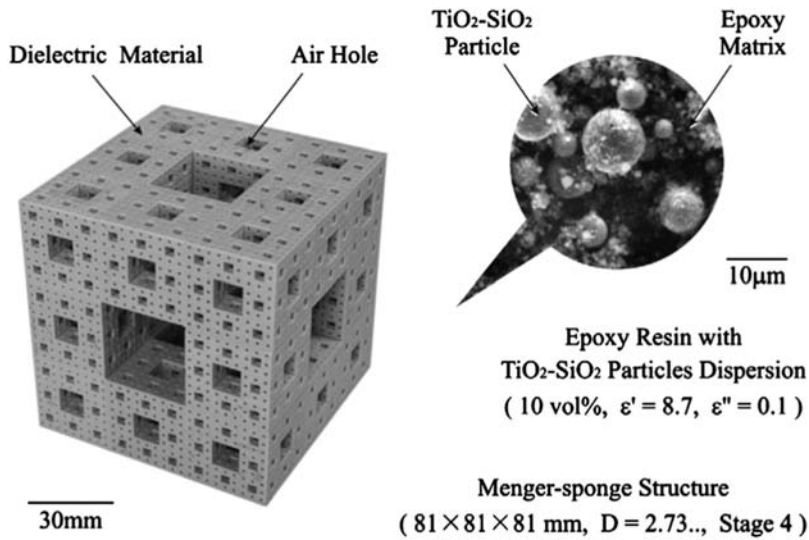 Dielectric Material
Air Hole
TiO₂-SiO₂
Particle
Epoxy
Matrix
10μm
30mm
Epoxy Resin with
TiO₂-SiO₂ Particles Dispersion
( 10 vol%, ε' = 8.7, ε" = 0.1 )
Menger-sponge Structure
( 81×81×81 mm, D = 2.73.., Stage 4 )